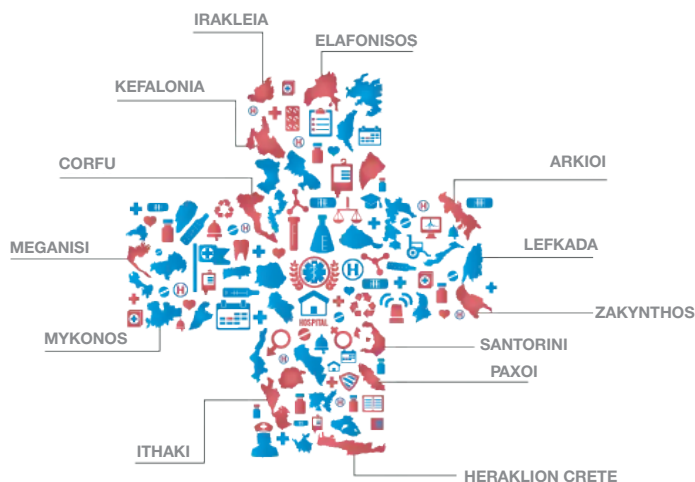 IRAKLEIA
ELAFONISOS
KEFALONIA
CORFU
ARKIOI
MEGANISI
LEFKADA
ZAKYNTHOS
MYKONOS
HOSPITAL
SANTORINI
PAXOI
ITHAKI
HERAKLION CRETE